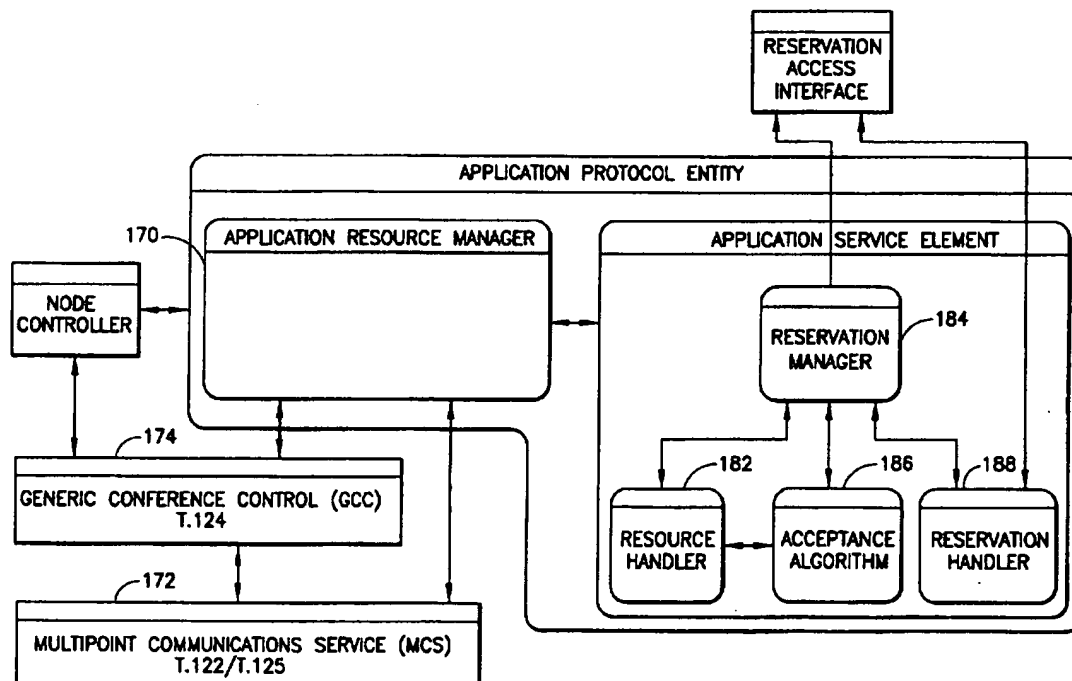 RESERVATION
ACCESS
INTERFACE
APPLICATION PROTOCOL ENTITY
170
APPLICATION RESOURCE MANAGER
APPLICATION SERVICE ELEMENT
NODE
CONTROLLER
RESERVATION
MANAGER
184
174
GENERIC CONFERENCE CONTROL (GCC)
T.124
182
RESOURCE
HANDLER
186
ACCEPTANCE
ALGORITHM
188
RESERVATION
HANDLER
172
MULTIPOINT COMMUNICATIONS SERVICE (MCS)
T.122/T.125